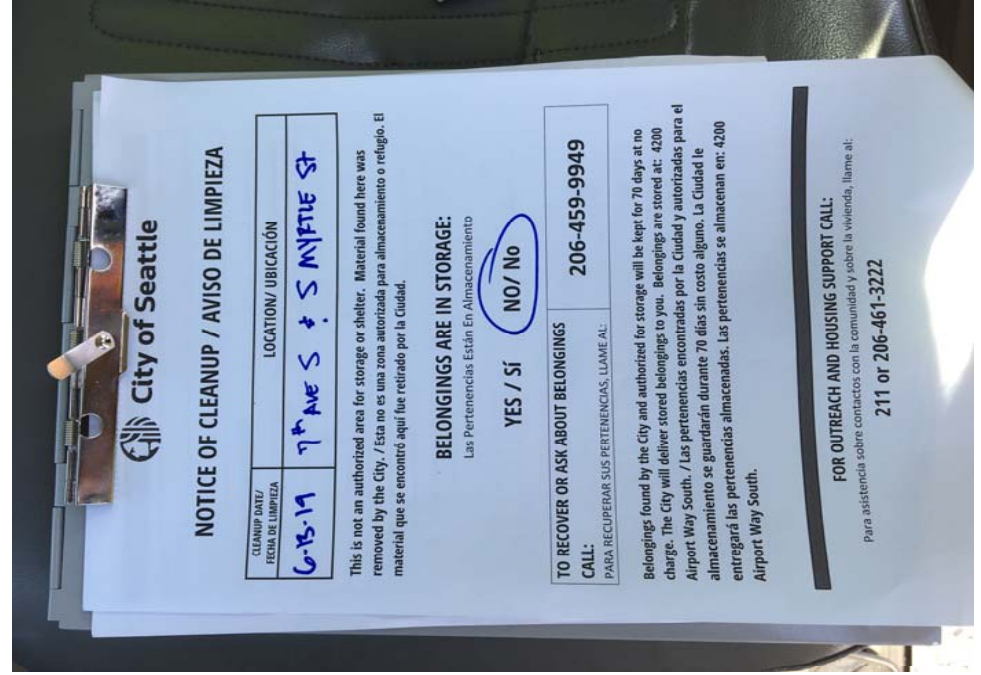 City of Seattle
NOTICE OF CLEANUP / AVISO DE LIMPIEZA
CLEANUP DATE/
FECHA DE LIMPIEZA
LOCATION/ UBICACIÓN
6-13-19
7th AVE S & S MYRTLE St
This is not an authorized area for storage or shelter. Material found here was
removed by the City. / Esta no es una zona autorizada para almacenamiento o refugio. El
material que se encontró aquí fue retirado por la Ciudad.
BELONGINGS ARE IN STORAGE:
Las Pertenencias Están En Almacenamiento
YES / SÍ NO/ No
TO RECOVER OR ASK ABOUT BELONGINGS
CALL:
PARA RECUPERAR SUS PERTENENCIAS, LLAME AL:
206-459-9949
Belongings found by the City and authorized for storage will be kept for 70 days at no
charge. The City will deliver stored belongings to you. Belongings are stored at: 4200
Airport Way South. / Las pertenencias encontradas por la Ciudad y autorizadas para el
almacenamiento se guardarán durante 70 días sin costo alguno. La Ciudad le
entregará las pertenencias almacenadas. Las pertenencias se almacenan en: 4200
Airport Way South.
FOR OUTREACH AND HOUSING SUPPORT CALL:
Para asistencia sobre contactos con la comunidad y sobre la vivienda, llame al:
211 or 206-461-3222